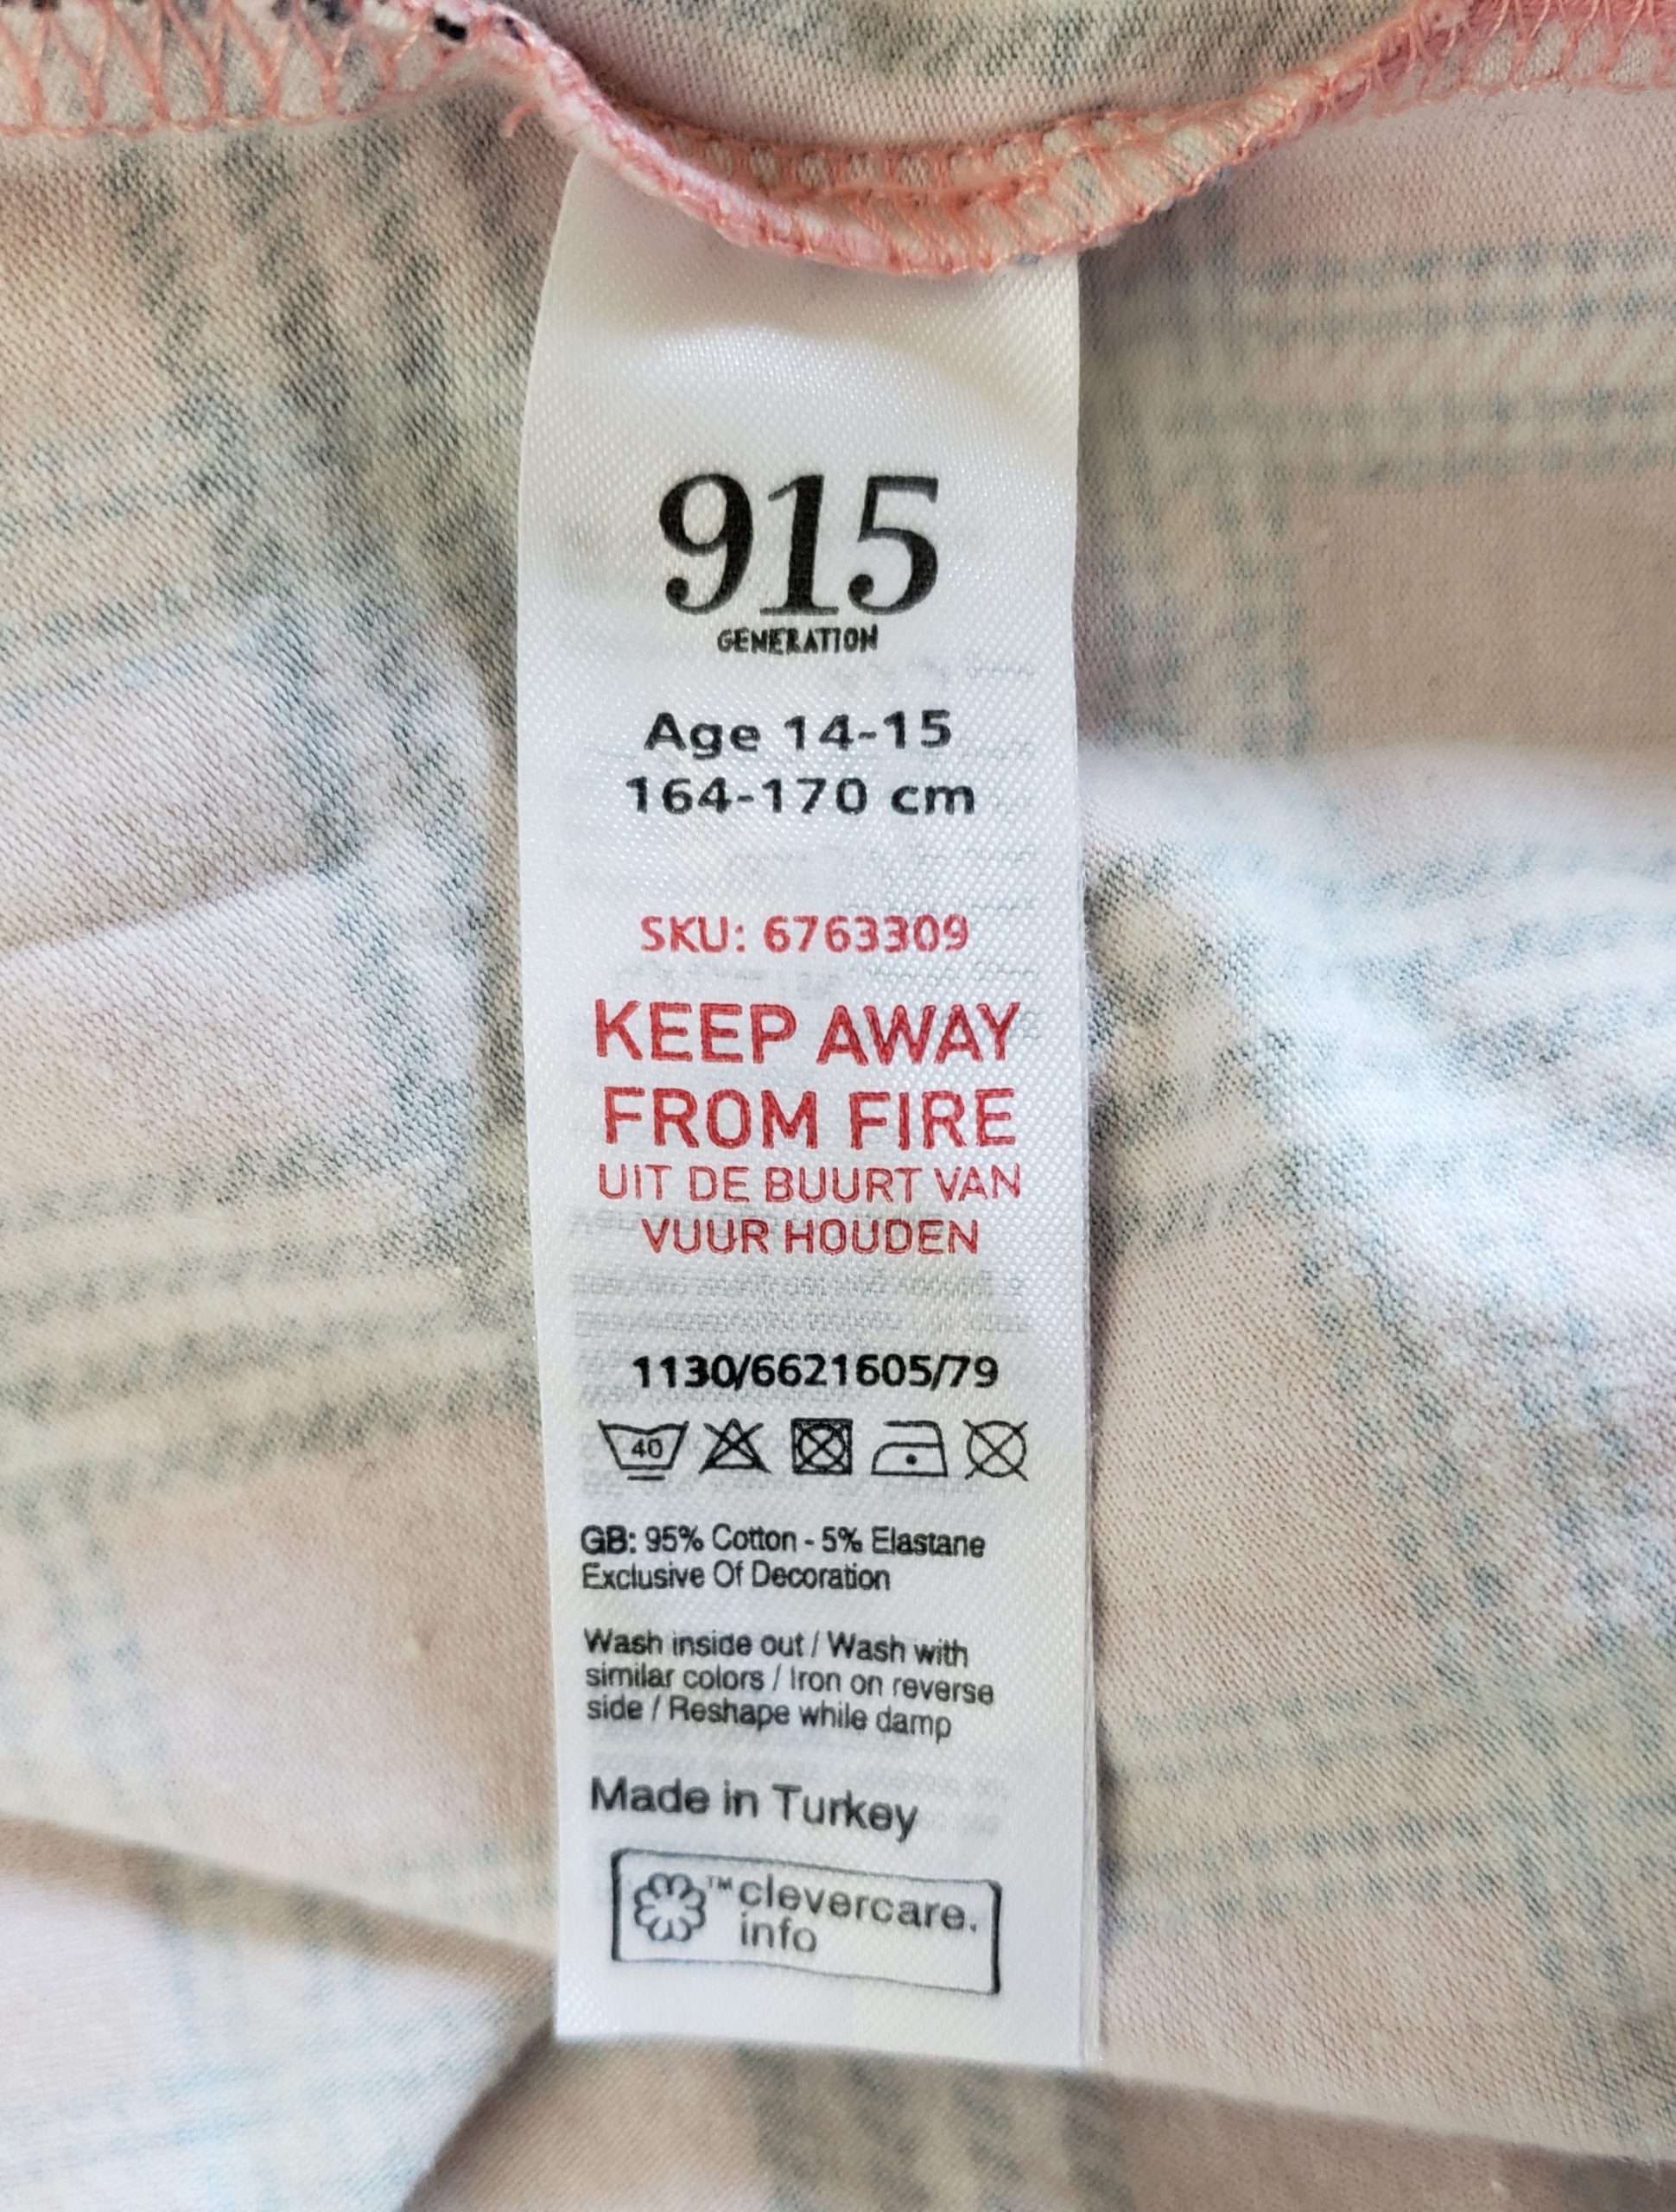 915
GENERATION
Age 14-15
164-170 cm
SKU: 6763309
KEEP AWAY
FROM FIRE
UIT DE BUURT VAN
VUUR HOUDEN
1130/6621605/79
40
GB: 95% Cotton - 5% Elastane
Exclusive Of Decoration
Wash inside out / Wash with
similar colors / Iron on reverse
side / Reshape while damp
Made in Turkey
™clevercare.
info